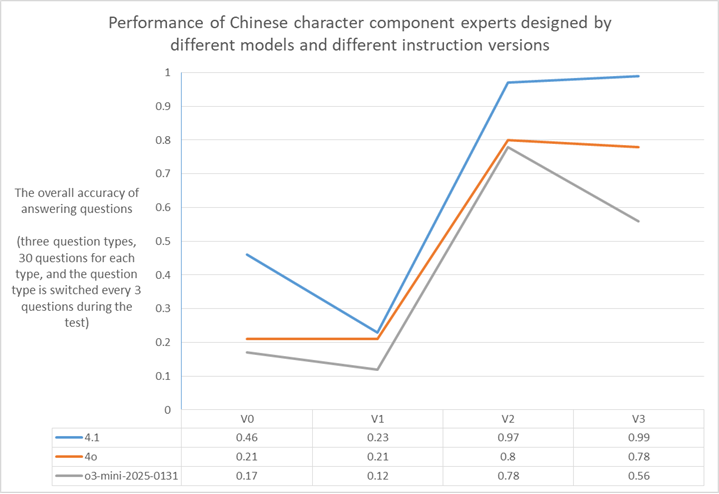 Performance of Chinese character component experts designed by
different models and different instruction versions
1
0.9
0.8
0.7
0.6
0.5
0.4
0.3
0.2
0.1
0
The overall accuracy of
answering questions
(three question types,
30 questions for each
type, and the question
type is switched every 3
questions during the
test)
V0 V1 V2 V3
4.1 0.46 0.23 0.97 0.99
4o 0.21 0.21 0.8 0.78
o3-mini-2025-0131 0.17 0.12 0.78 0.56